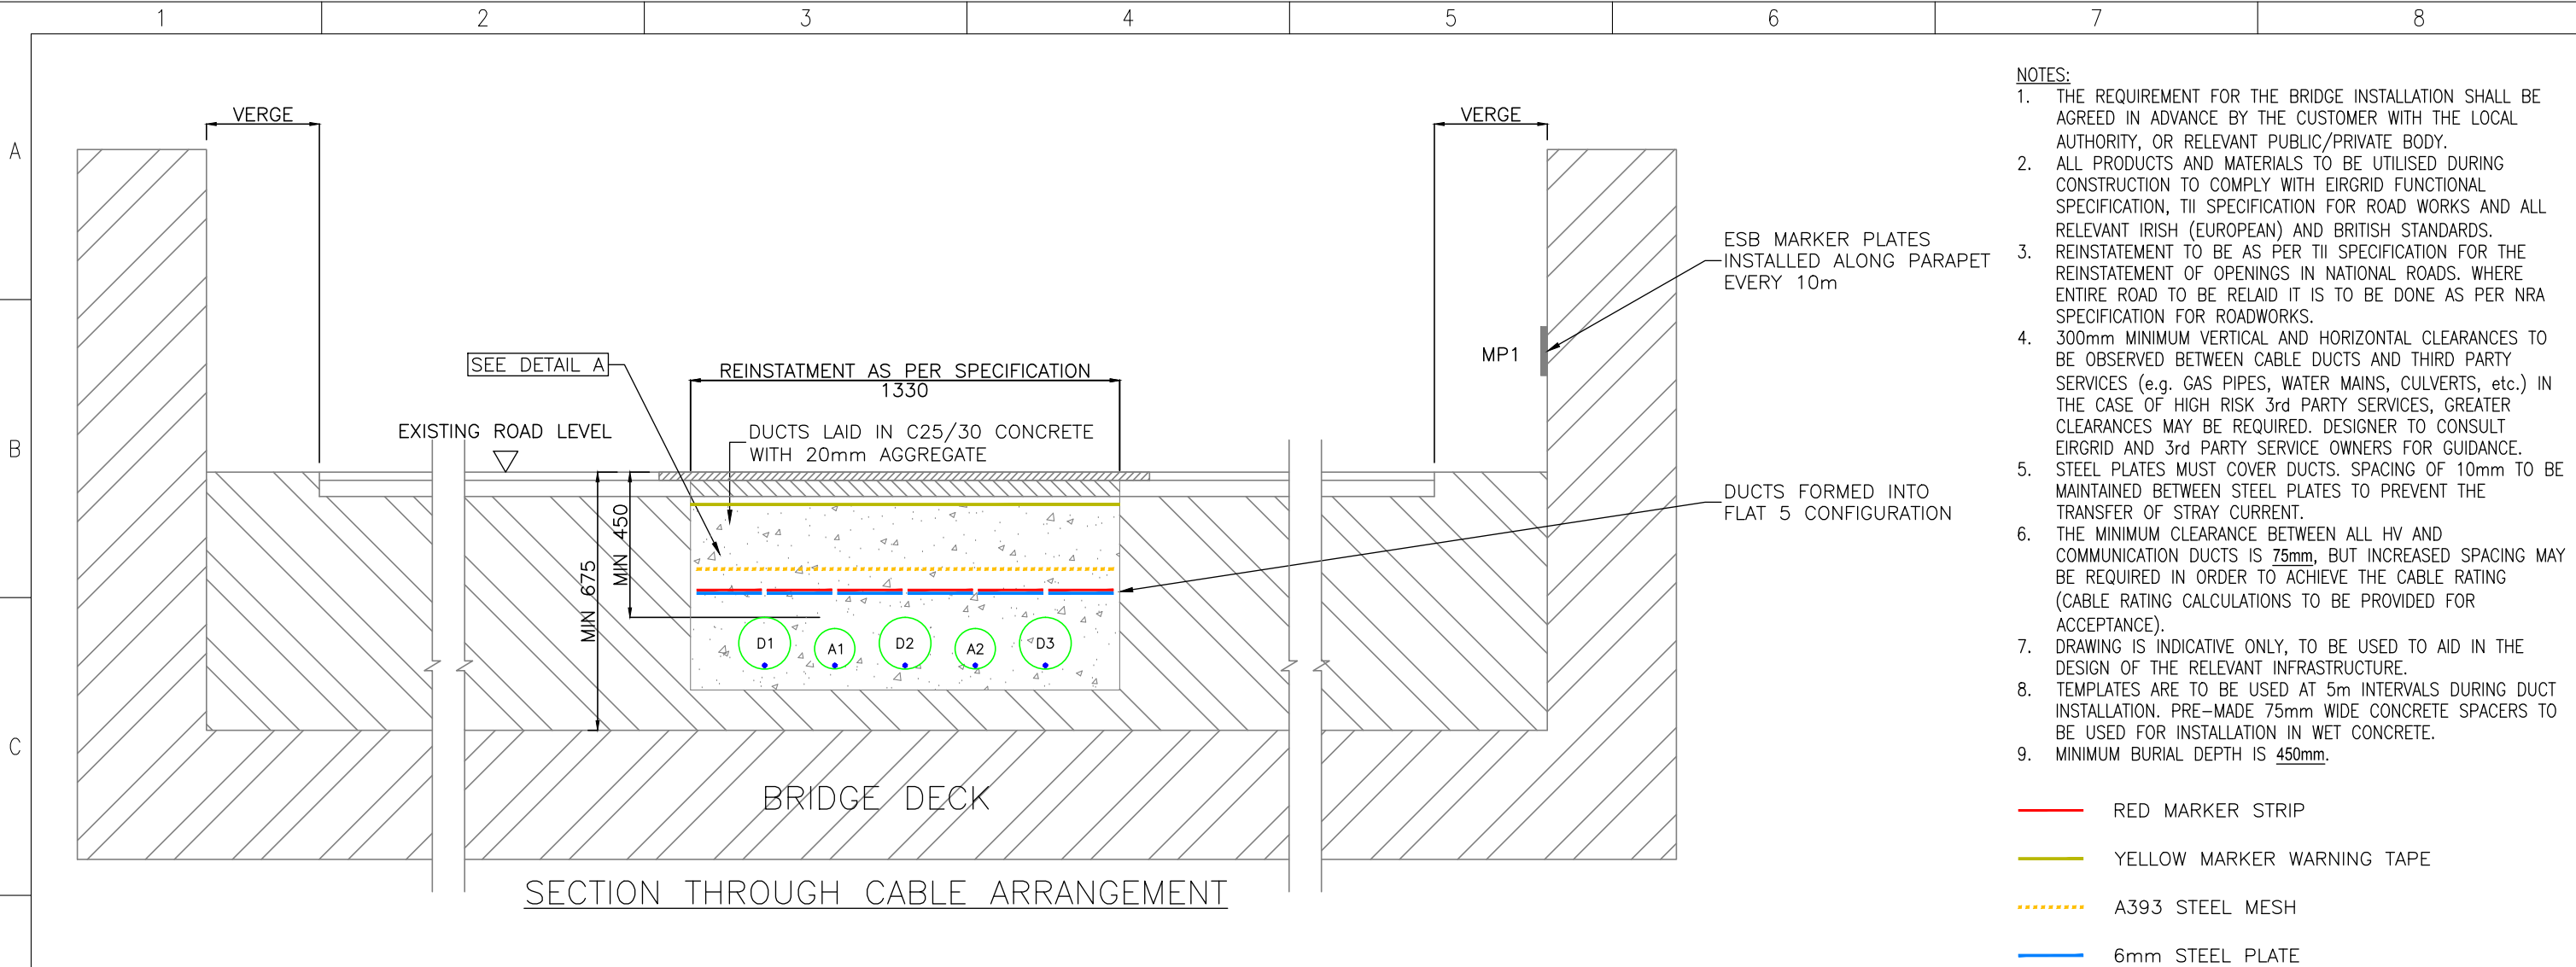 1 2 3 4 5 6 7 8
A
B
C
VERGE
VERGE
SEE DETAIL A
REINSTATMENT AS PER SPECIFICATION
1330
EXISTING ROAD LEVEL
DUCTS LAID IN C25/30 CONCRETE
WITH 20mm AGGREGATE
MIN 450
MIN 675
D1 A1 D2 A2 D3
BRIDGE DECK
SECTION THROUGH CABLE ARRANGEMENT
MP1
ESB MARKER PLATES
INSTALLED ALONG PARAPET
EVERY 10m
DUCTS FORMED INTO
FLAT 5 CONFIGURATION
NOTES:
1. THE REQUIREMENT FOR THE BRIDGE INSTALLATION SHALL BE
AGREED IN ADVANCE BY THE CUSTOMER WITH THE LOCAL
AUTHORITY, OR RELEVANT PUBLIC/PRIVATE BODY.
2. ALL PRODUCTS AND MATERIALS TO BE UTILISED DURING
CONSTRUCTION TO COMPLY WITH EIRGRID FUNCTIONAL
SPECIFICATION, TII SPECIFICATION FOR ROAD WORKS AND ALL
RELEVANT IRISH (EUROPEAN) AND BRITISH STANDARDS.
3. REINSTATEMENT TO BE AS PER TII SPECIFICATION FOR THE
REINSTATEMENT OF OPENINGS IN NATIONAL ROADS. WHERE
ENTIRE ROAD TO BE RELAID IT IS TO BE DONE AS PER NRA
SPECIFICATION FOR ROADWORKS.
4. 300mm MINIMUM VERTICAL AND HORIZONTAL CLEARANCES TO
BE OBSERVED BETWEEN CABLE DUCTS AND THIRD PARTY
SERVICES (e.g. GAS PIPES, WATER MAINS, CULVERTS, etc.) IN
THE CASE OF HIGH RISK 3rd PARTY SERVICES, GREATER
CLEARANCES MAY BE REQUIRED. DESIGNER TO CONSULT
EIRGRID AND 3rd PARTY SERVICE OWNERS FOR GUIDANCE.
5. STEEL PLATES MUST COVER DUCTS. SPACING OF 10mm TO BE
MAINTAINED BETWEEN STEEL PLATES TO PREVENT THE
TRANSFER OF STRAY CURRENT.
6. THE MINIMUM CLEARANCE BETWEEN ALL HV AND
COMMUNICATION DUCTS IS 75mm, BUT INCREASED SPACING MAY
BE REQUIRED IN ORDER TO ACHIEVE THE CABLE RATING
(CABLE RATING CALCULATIONS TO BE PROVIDED FOR
ACCEPTANCE).
7. DRAWING IS INDICATIVE ONLY, TO BE USED TO AID IN THE
DESIGN OF THE RELEVANT INFRASTRUCTURE.
8. TEMPLATES ARE TO BE USED AT 5m INTERVALS DURING DUCT
INSTALLATION. PRE-MADE 75mm WIDE CONCRETE SPACERS TO
BE USED FOR INSTALLATION IN WET CONCRETE.
9. MINIMUM BURIAL DEPTH IS 450mm.
RED MARKER STRIP
YELLOW MARKER WARNING TAPE
A393 STEEL MESH
6mm STEEL PLATE